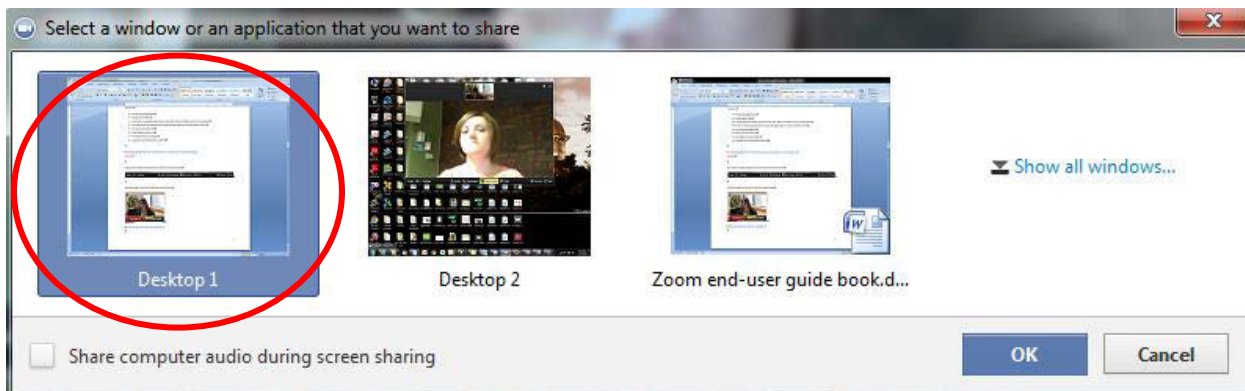 Select a window or an application that you want to share
Desktop 1
Desktop 2
Zoom end-user guide book.d...
Show all windows...
Share computer audio during screen sharing
OK
Cancel